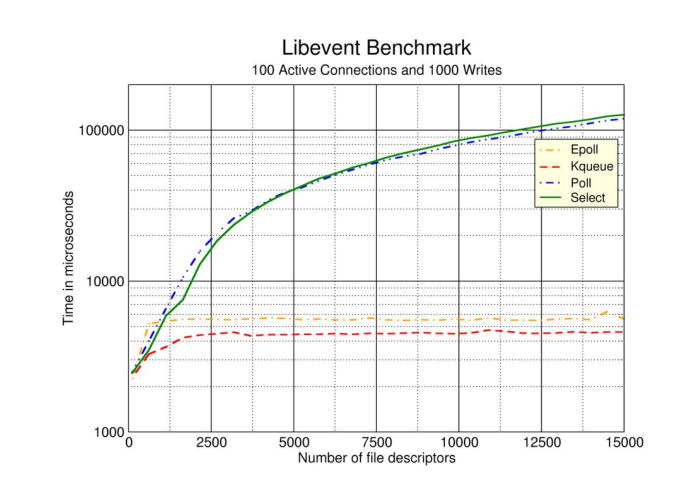 Libevent Benchmark
100 Active Connections and 1000 Writes
100000
10000
1000
Time in microseconds
Epoll
Kqueue
Poll
Select
0 2500 5000 7500 10000 12500 15000
Number of file descriptors